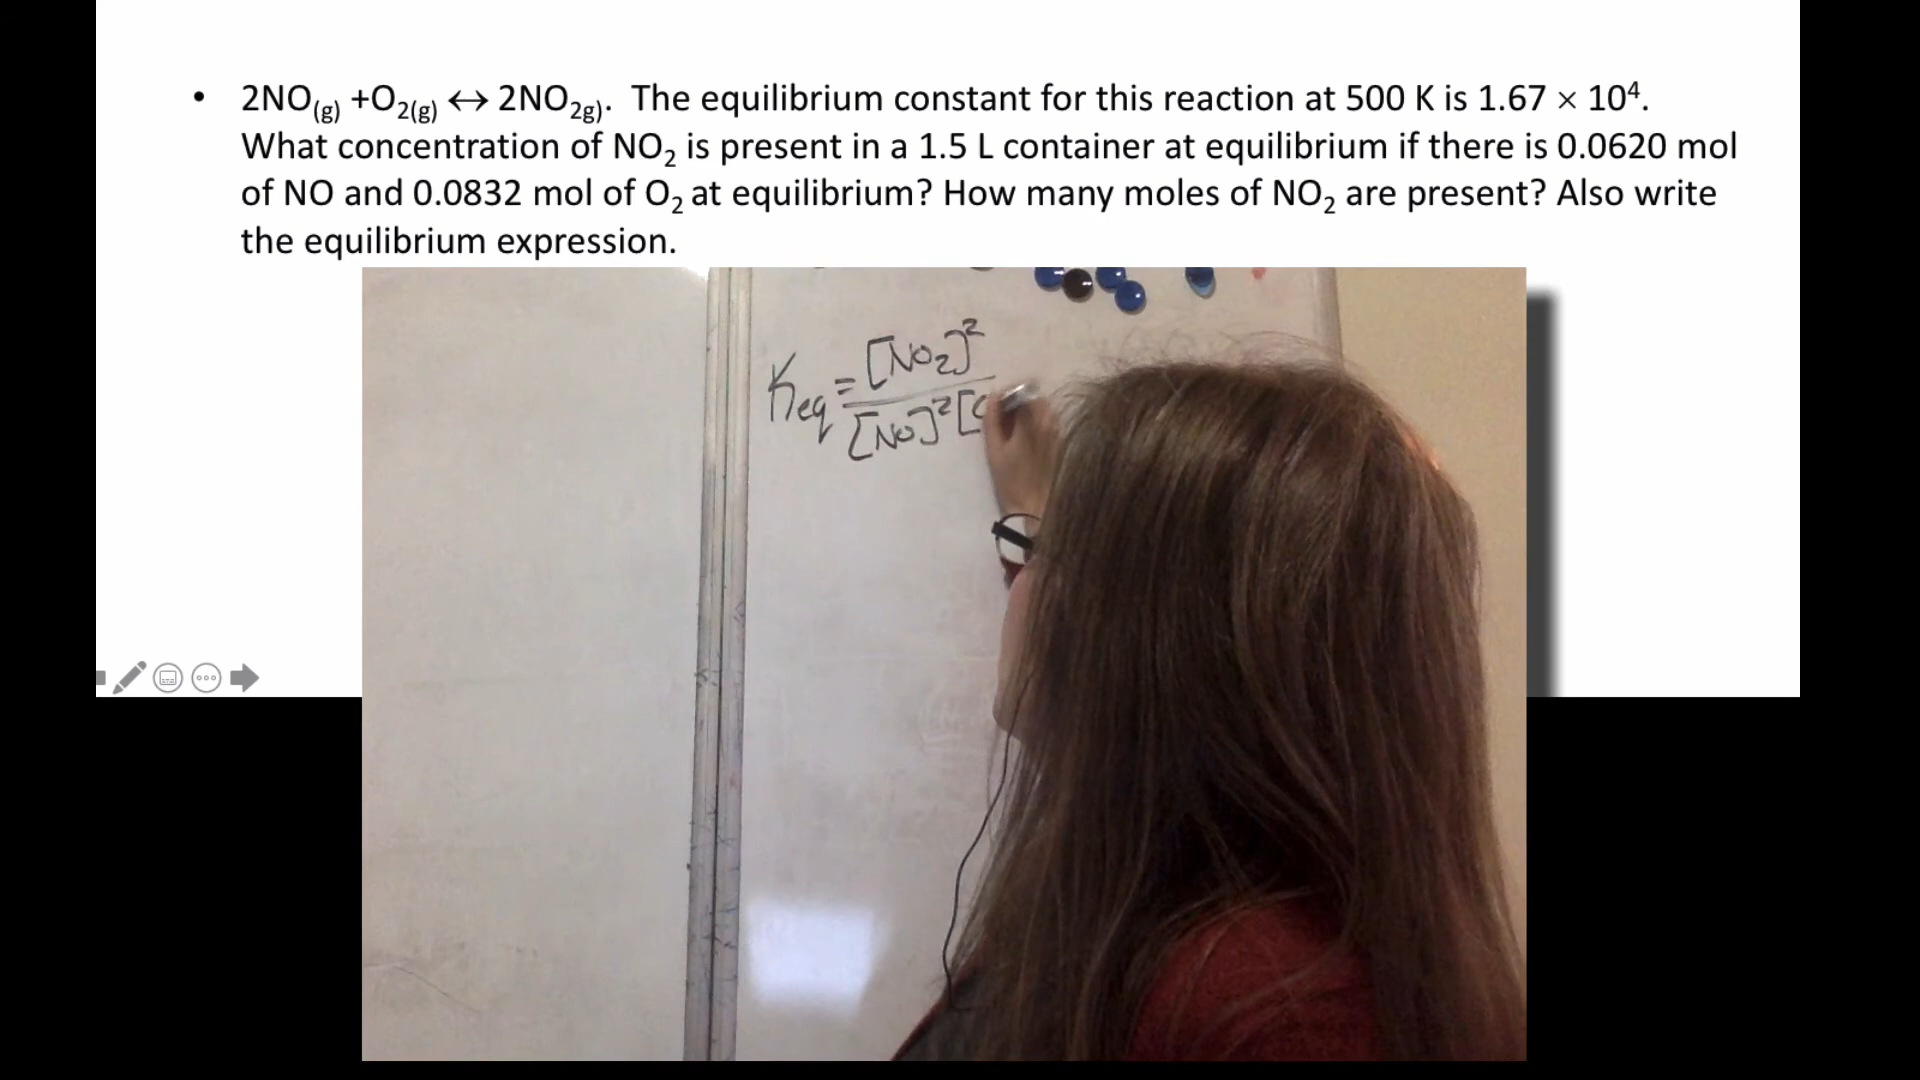 • 2NO(g) +O2(g) ↔ 2NO2g). The equilibrium constant for this reaction at 500 K is 1.67 × 10⁴.
What concentration of NO₂ is present in a 1.5 L container at equilibrium if there is 0.0620 mol
of NO and 0.0832 mol of O₂ at equilibrium? How many moles of NO₂ are present? Also write
the equilibrium expression.
Keq = [NO₂]²
[NO]² [